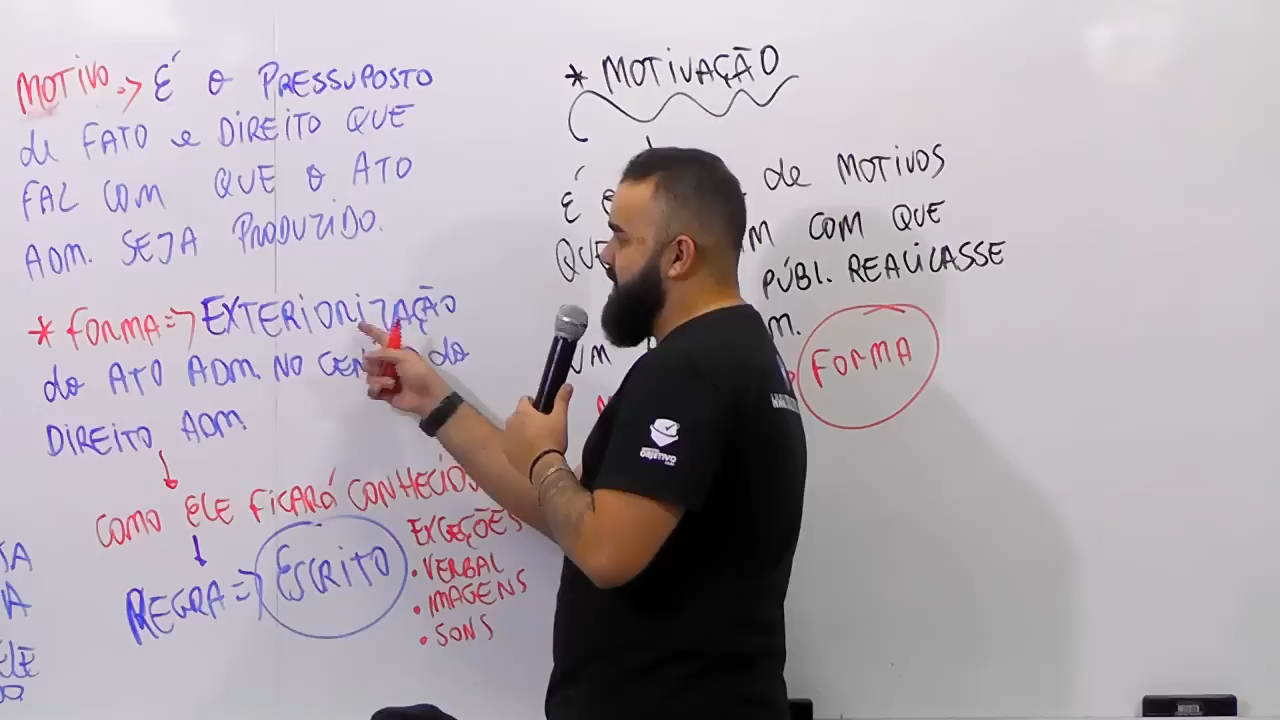 MOTIVO => É O PRESSUPOSTO
de FATO e DIREITO QUE
FAZ COM QUE O ATO
ADM. SEJA PRODUZIDO.
* FORMA => EXTERIORIZAÇÃO
do ATO ADM. NO do
DIREITO ADM
COMO ELE FICARÁ CONHECIDO
REGRA => ESCRITO
EXCEÇÕES
• VERBAL
• IMAGENS
• SONS
* MOTIVAÇÃO
É de MOTIVOS
QUE COM QUE
PÚBL. REALIZASSE
UM
FORMA
OBJETIVO